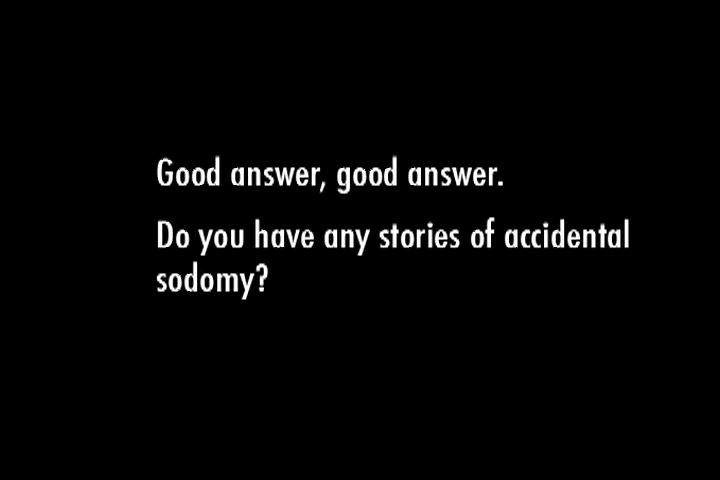 Good answer, good answer.
Do you have any stories of accidental
sodomy?